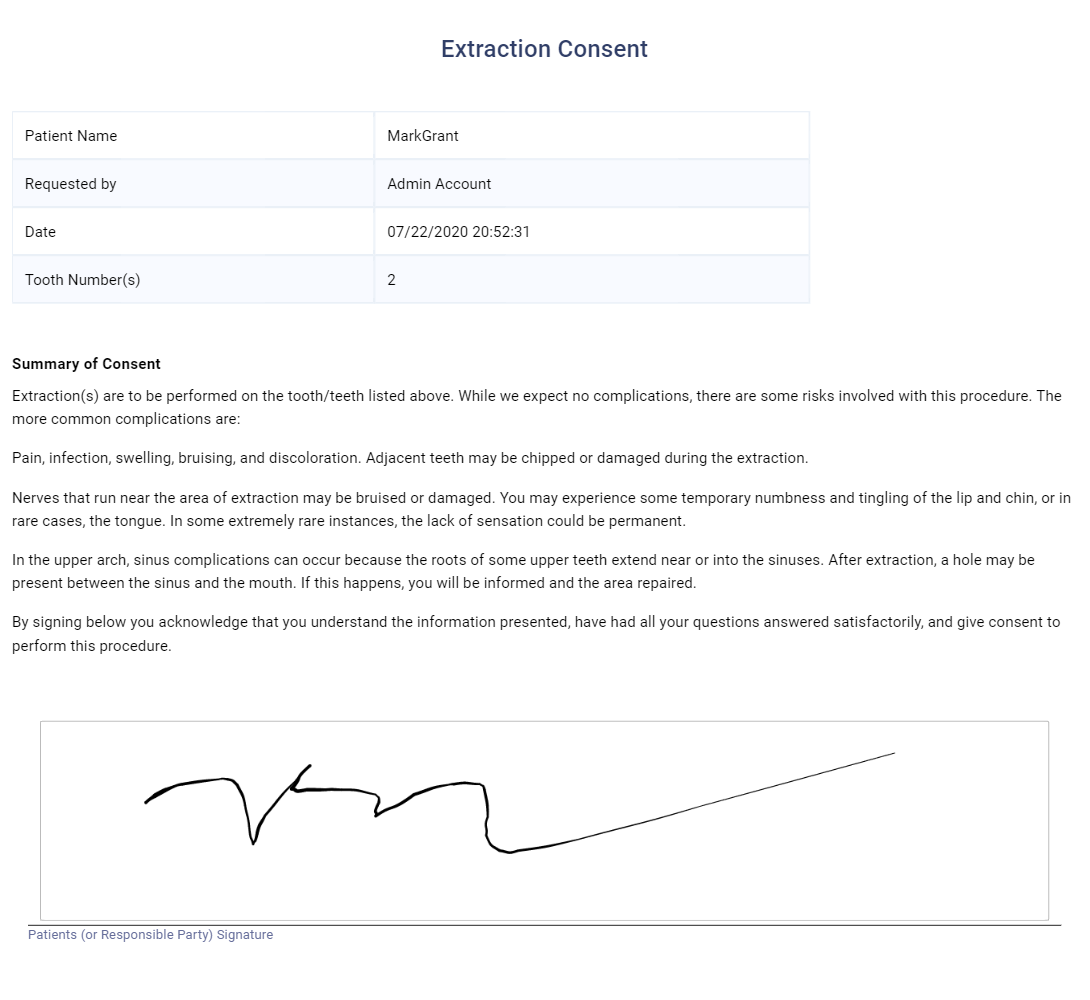 Extraction Consent
Patient Name MarkGrant
Requested by Admin Account
Date 07/22/2020 20:52:31
Tooth Number(s) 2
Summary of Consent
Extraction(s) are to be performed on the tooth/teeth listed above. While we expect no complications, there are some risks involved with this procedure. The
more common complications are:
Pain, infection, swelling, bruising, and discoloration. Adjacent teeth may be chipped or damaged during the extraction.
Nerves that run near the area of extraction may be bruised or damaged. You may experience some temporary numbness and tingling of the lip and chin, or in
rare cases, the tongue. In some extremely rare instances, the lack of sensation could be permanent.
In the upper arch, sinus complications can occur because the roots of some upper teeth extend near or into the sinuses. After extraction, a hole may be
present between the sinus and the mouth. If this happens, you will be informed and the area repaired.
By signing below you acknowledge that you understand the information presented, have had all your questions answered satisfactorily, and give consent to
perform this procedure.
Patients (or Responsible Party) Signature